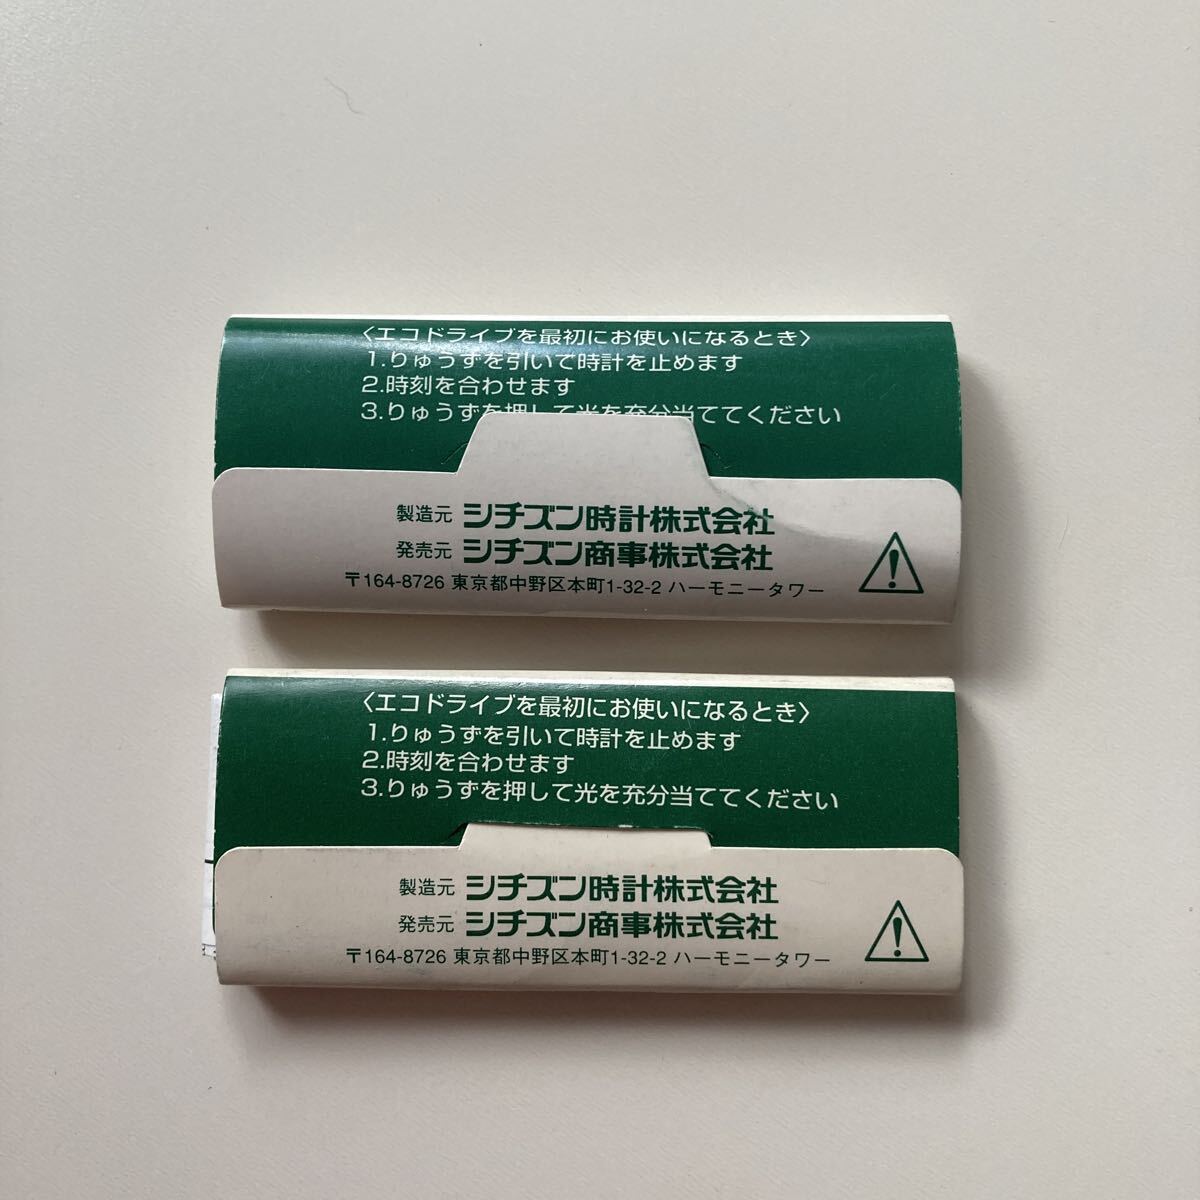 〈エコドライブを最初にお使いになるとき〉
1.りゅうずを引いて時計を止めます
2.時刻を合わせます
3.りゅうずを押して光を充分当ててください
製造元 シチズン時計株式会社
発売元 シチズン商事株式会社
〒164-8726 東京都中野区本町1-32-2 ハーモニータワー
〈エコドライブを最初にお使いになるとき〉
1.りゅうずを引いて時計を止めます
2.時刻を合わせます
3.りゅうずを押して光を充分当ててください
製造元 シチズン時計株式会社
発売元 シチズン商事株式会社
〒164-8726 東京都中野区本町1-32-2 ハーモニータワー